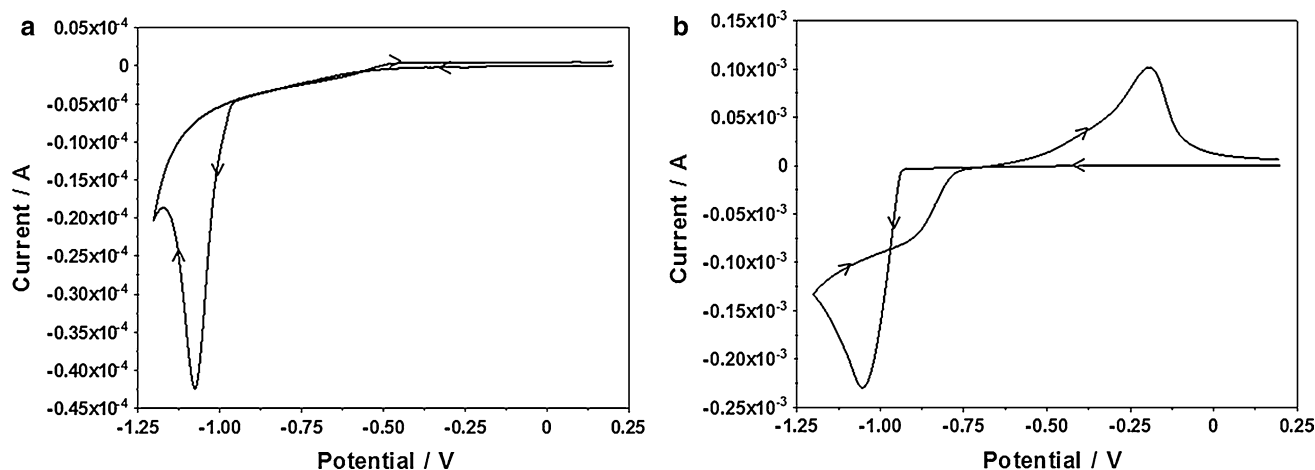 a
0.05x10⁻⁴
0
-0.05x10⁻⁴
-0.10x10⁻⁴
-0.15x10⁻⁴
-0.20x10⁻⁴
-0.25x10⁻⁴
-0.30x10⁻⁴
-0.35x10⁻⁴
-0.40x10⁻⁴
-0.45x10⁻⁴
Current / A
-1.25 -1.00 -0.75 -0.50 -0.25 0 0.25
Potential / V
b
0.15x10⁻³
0.10x10⁻³
0.05x10⁻³
0
-0.05x10⁻³
-0.10x10⁻³
-0.15x10⁻³
-0.20x10⁻³
-0.25x10⁻³
Current / A
-1.25 -1.00 -0.75 -0.50 -0.25 0 0.25
Potential / V